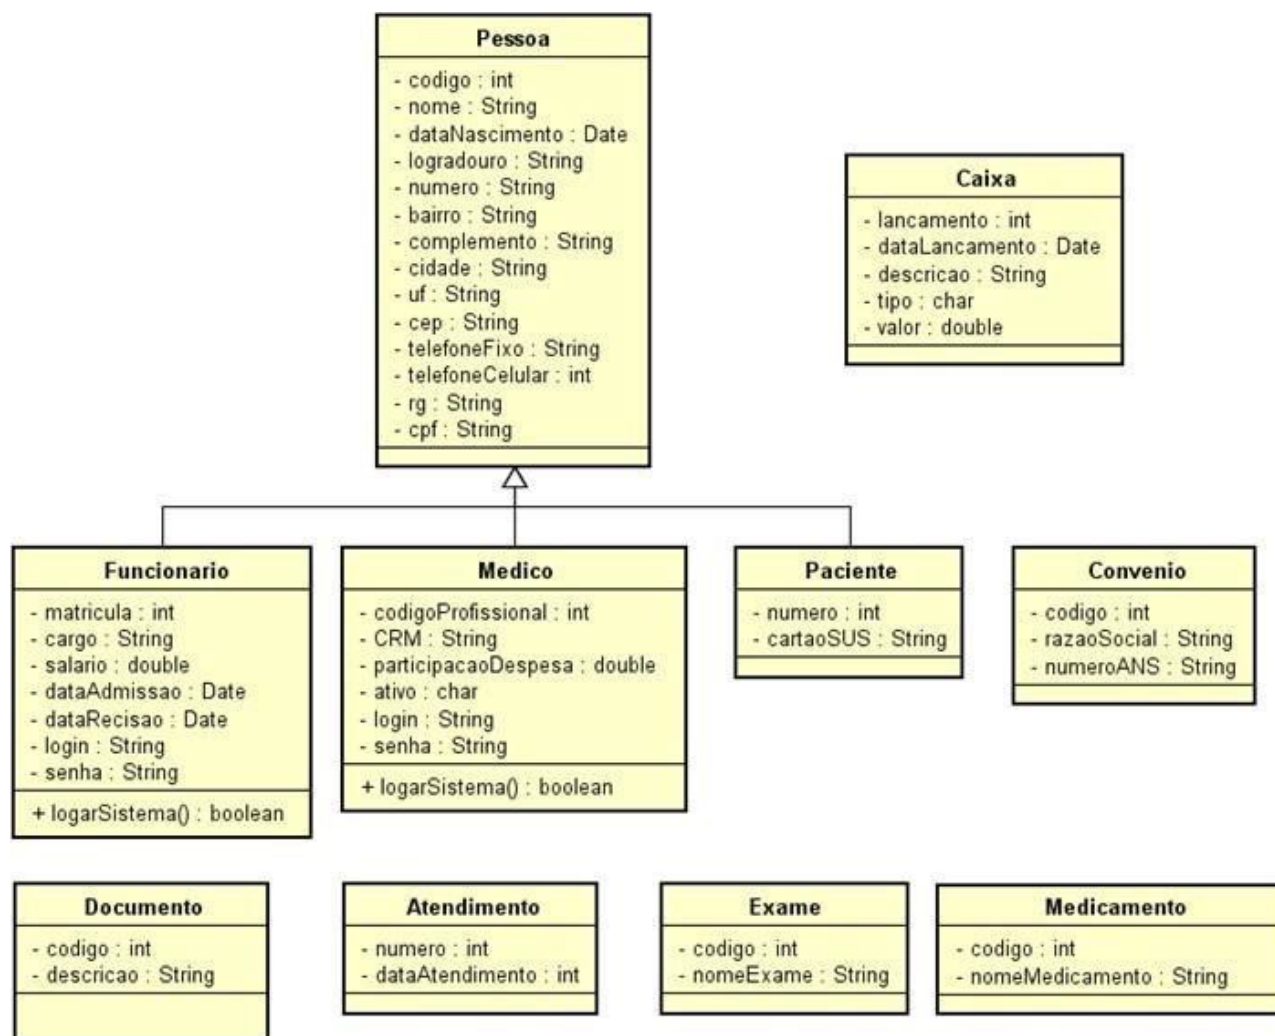 Pessoa
- codigo : int
- nome : String
- dataNascimento : Date
- logradouro : String
- numero : String
- bairro : String
- complemento : String
- cidade : String
- uf : String
- cep : String
- telefoneFixo : String
- telefoneCelular : int
- rg : String
- cpf : String
Caixa
- lancamento : int
- dataLancamento : Date
- descricao : String
- tipo : char
- valor : double
Funcionario
- matricula : int
- cargo : String
- salario : double
- dataAdmissao : Date
- dataRecisao : Date
- login : String
- senha : String
+ logarSistema() : boolean
Medico
- codigoProfissional : int
- CRM : String
- participacaoDespesa : double
- ativo : char
- login : String
- senha : String
+ logarSistema() : boolean
Paciente
- numero : int
- cartaoSUS : String
Convenio
- codigo : int
- razaoSocial : String
- numeroANS : String
Documento
- codigo : int
- descricao : String
Atendimento
- numero : int
- dataAtendimento : int
Exame
- codigo : int
- nomeExame : String
Medicamento
- codigo : int
- nomeMedicamento : String